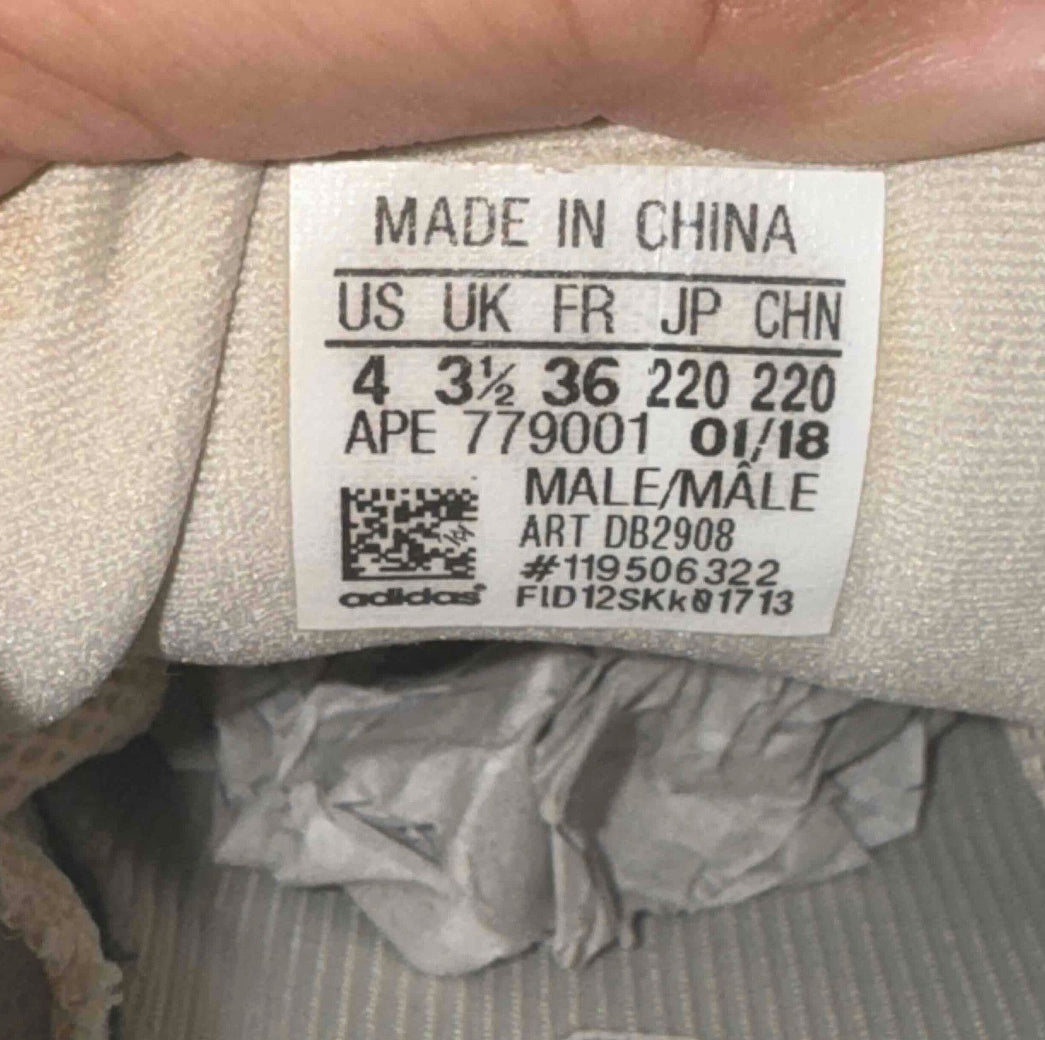 MADE IN CHINA
US UK FR JP CHN
4 3½ 36 220 220
APE 779001 01/18
MALE/MÂLE
ART DB2908
#119506322
adidas FID12SKk01713